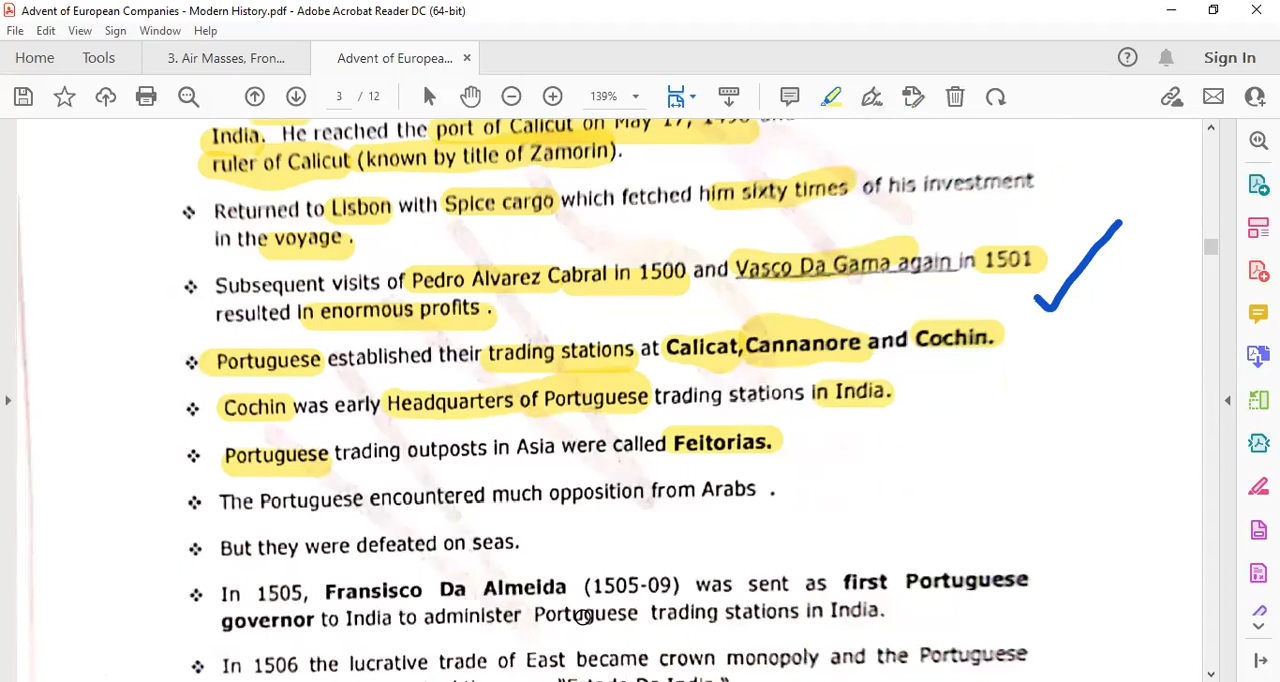 Advent of European Companies - Modern History.pdf - Adobe Acrobat Reader DC (64-bit)
File Edit View Sign Window Help
Home Tools 3. Air Masses, Fron... Advent of Europea... × Sign In
3 / 12 139%
India. He reached the port of Calicut on May 17, 1498 and
ruler of Calicut (known by title of Zamorin).
❖ Returned to Lisbon with Spice cargo which fetched him sixty times of his investment
in the voyage .
❖ Subsequent visits of Pedro Alvarez Cabral in 1500 and Vasco Da Gama again in 1501
resulted in enormous profits .
❖ Portuguese established their trading stations at Calicat,Cannanore and Cochin.
❖ Cochin was early Headquarters of Portuguese trading stations in India.
❖ Portuguese trading outposts in Asia were called Feitorias.
❖ The Portuguese encountered much opposition from Arabs .
❖ But they were defeated on seas.
❖ In 1505, Fransisco Da Almeida (1505-09) was sent as first Portuguese
governor to India to administer Portuguese trading stations in India.
❖ In 1506 the lucrative trade of East became crown monopoly and the Portuguese
"Estado Da India."